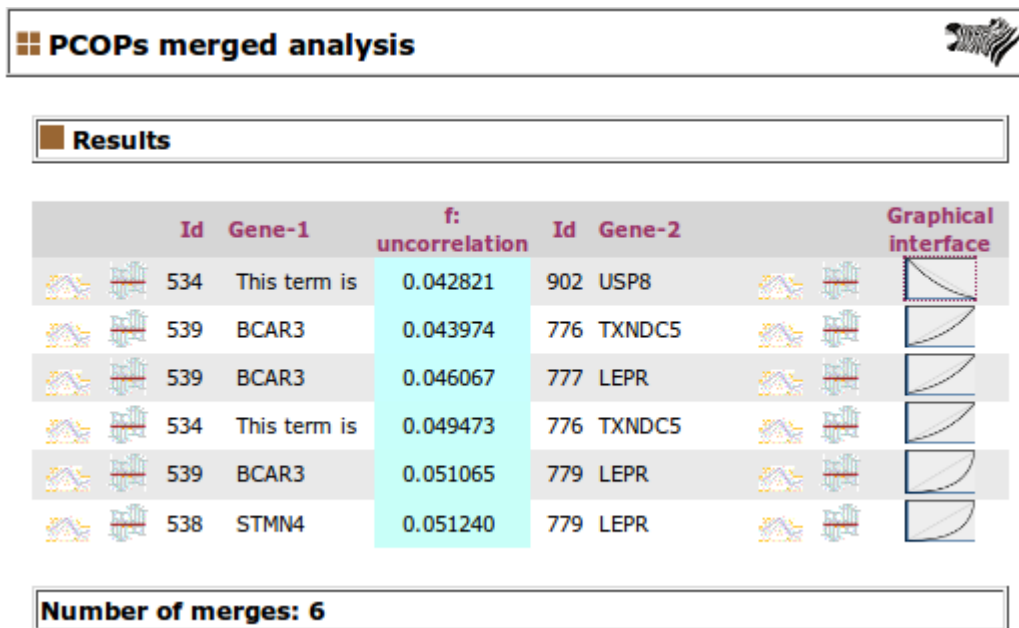 PCOPs merged analysis
Results
Id Gene-1 f: uncorrelation Id Gene-2 Graphical interface
534 This term is 0.042821 902 USP8
539 BCAR3 0.043974 776 TXNDC5
539 BCAR3 0.046067 777 LEPR
534 This term is 0.049473 776 TXNDC5
539 BCAR3 0.051065 779 LEPR
538 STMN4 0.051240 779 LEPR
Number of merges: 6